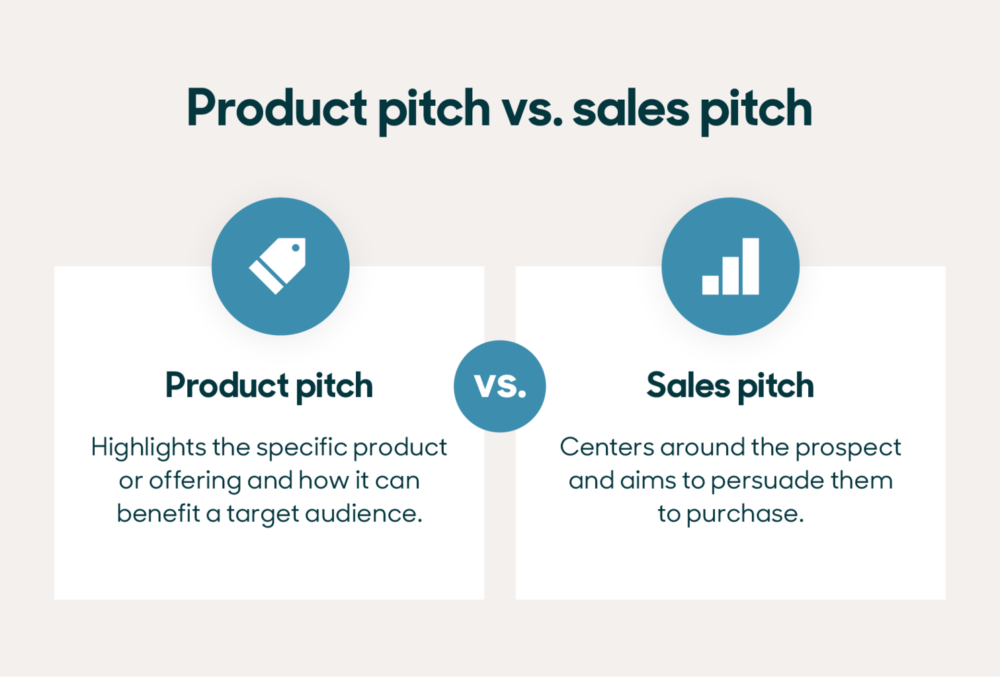 Product pitch vs. sales pitch
Product pitch
Highlights the specific product
or offering and how it can
benefit a target audience.
vs.
Sales pitch
Centers around the prospect
and aims to persuade them
to purchase.